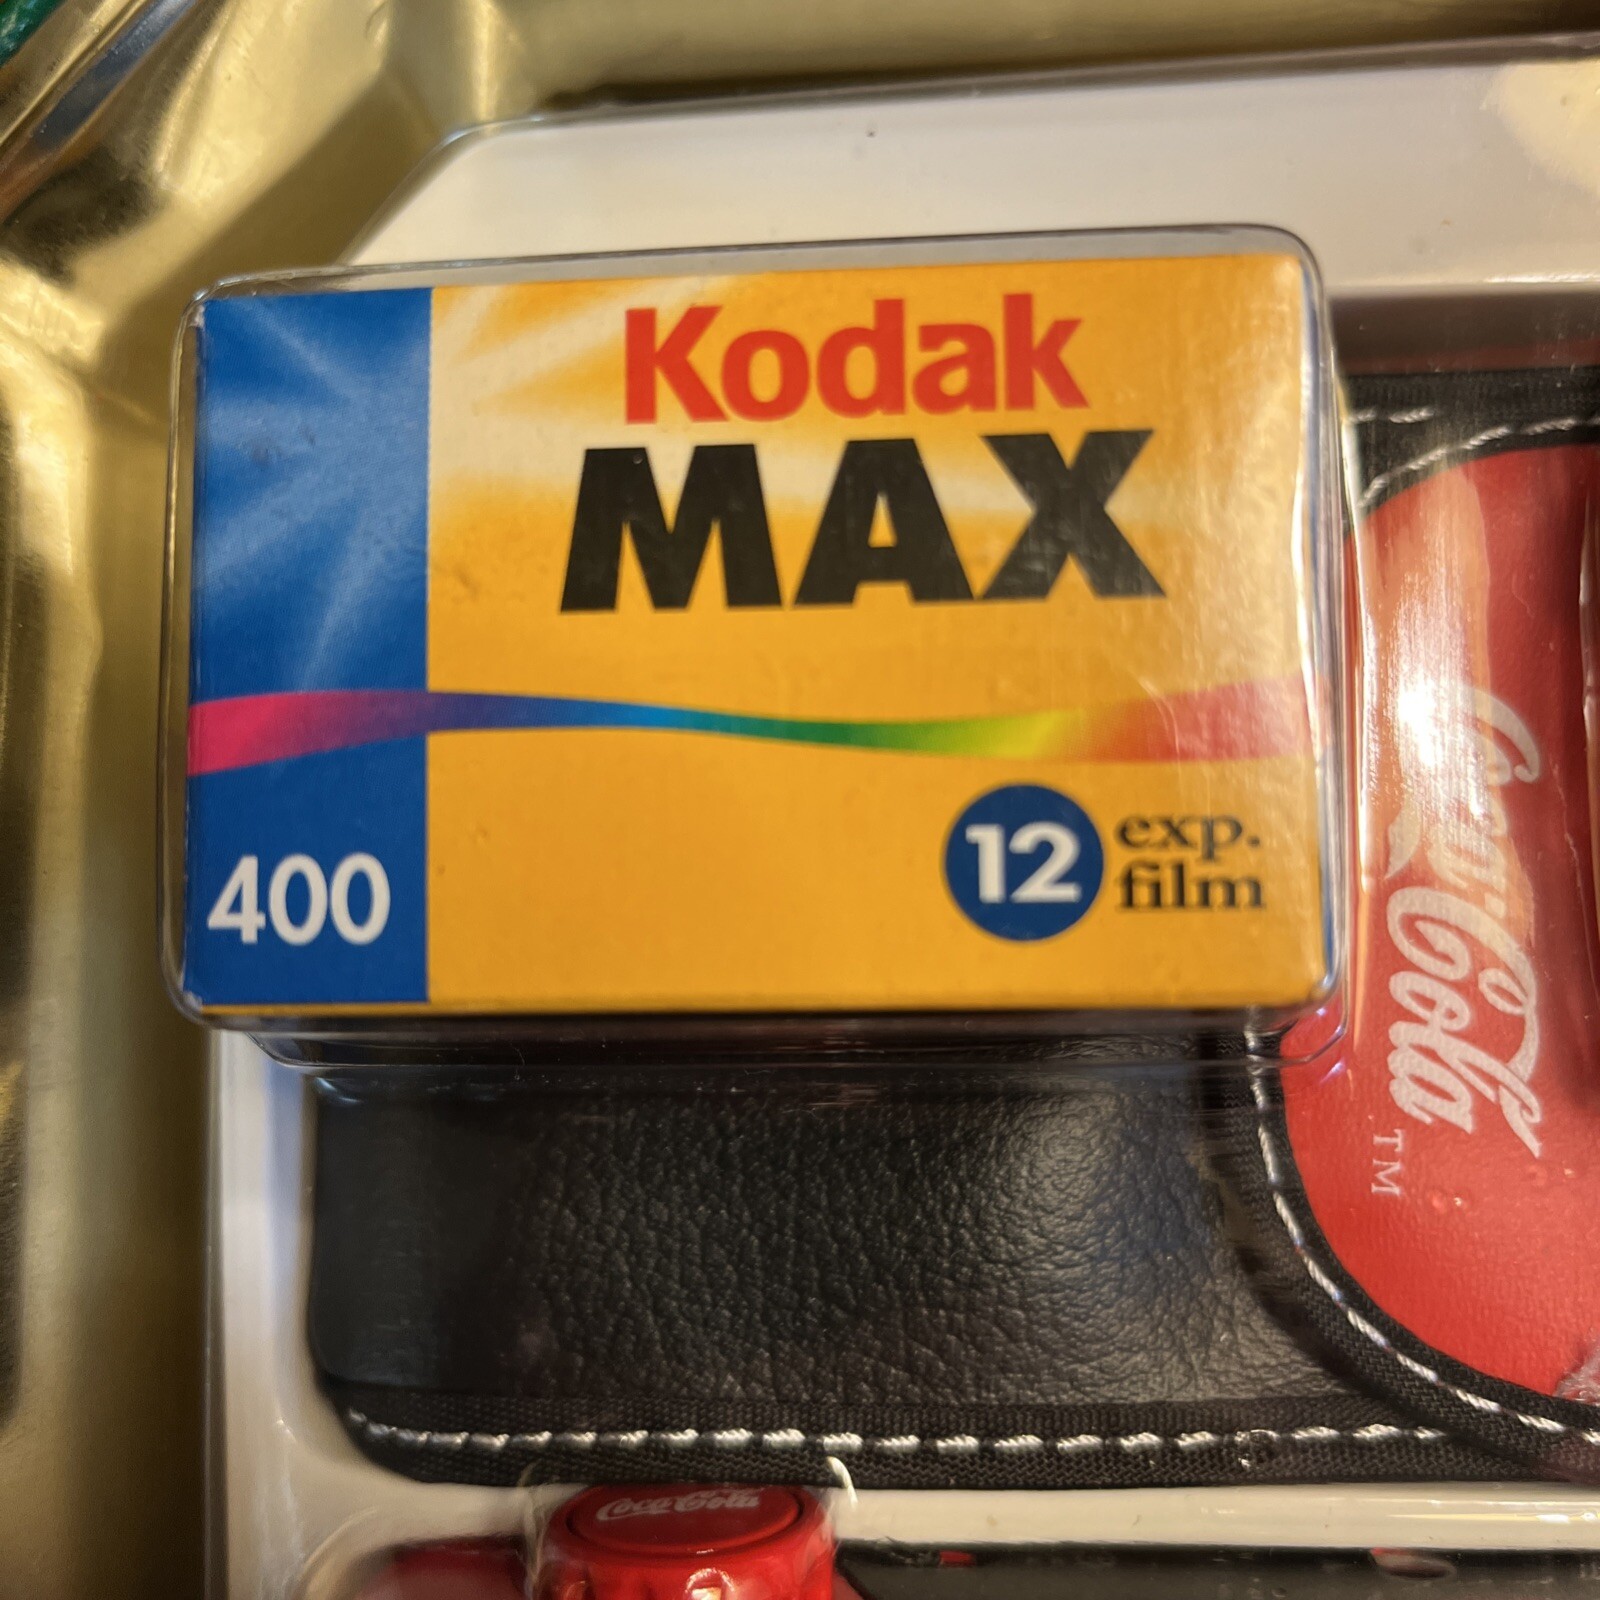 Kodak
MAX
400
12 exp.
film
Coca-Cola
TM
Coca-Cola